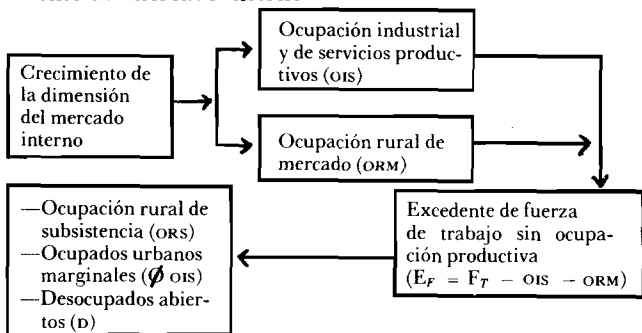 Crecimiento de
la dimensión
del mercado
interno
Ocupación industrial
y de servicios produc-
tivos (OIS)
Ocupación rural de
mercado (ORM)
Excedente de fuerza
de trabajo sin ocupa-
ción productiva
(E_F = F_T − OIS − ORM)
—Ocupación rural de
subsistencia (ORS)
—Ocupados urbanos
marginales (∅ OIS)
—Desocupados abier-
tos (D)